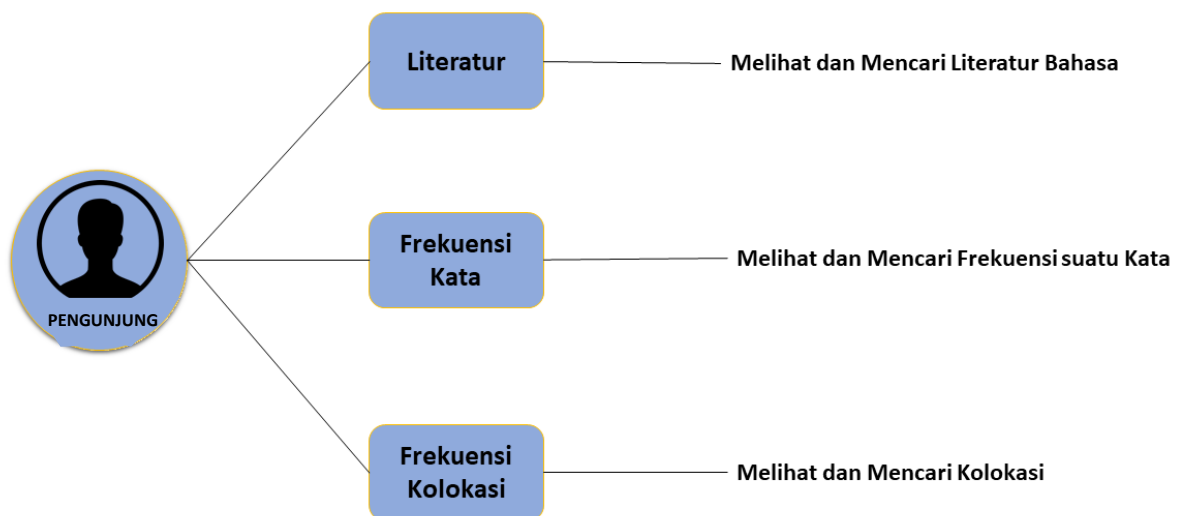 Literatur
Melihat dan Mencari Literatur Bahasa
PENGUNJUNG
Frekuensi
Kata
Melihat dan Mencari Frekuensi suatu Kata
Frekuensi
Kolokasi
Melihat dan Mencari Kolokasi